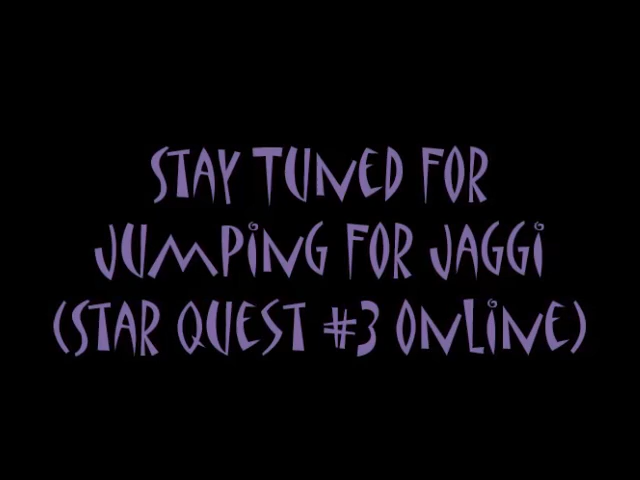 STAY TUNED FOR
JUMPING FOR JAGGI
(STAR QUEST #3 ONLINE)